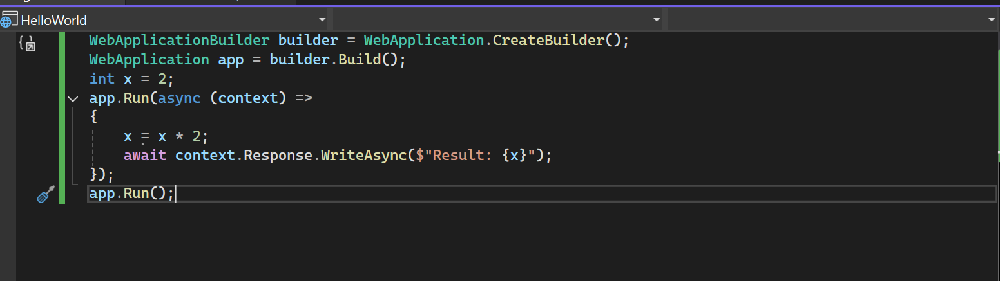 HelloWorld
WebApplicationBuilder builder = WebApplication.CreateBuilder();
WebApplication app = builder.Build();
int x = 2;
app.Run(async (context) =>
{
    x = x * 2;
    await context.Response.WriteAsync($"Result: {x}");
});
app.Run();